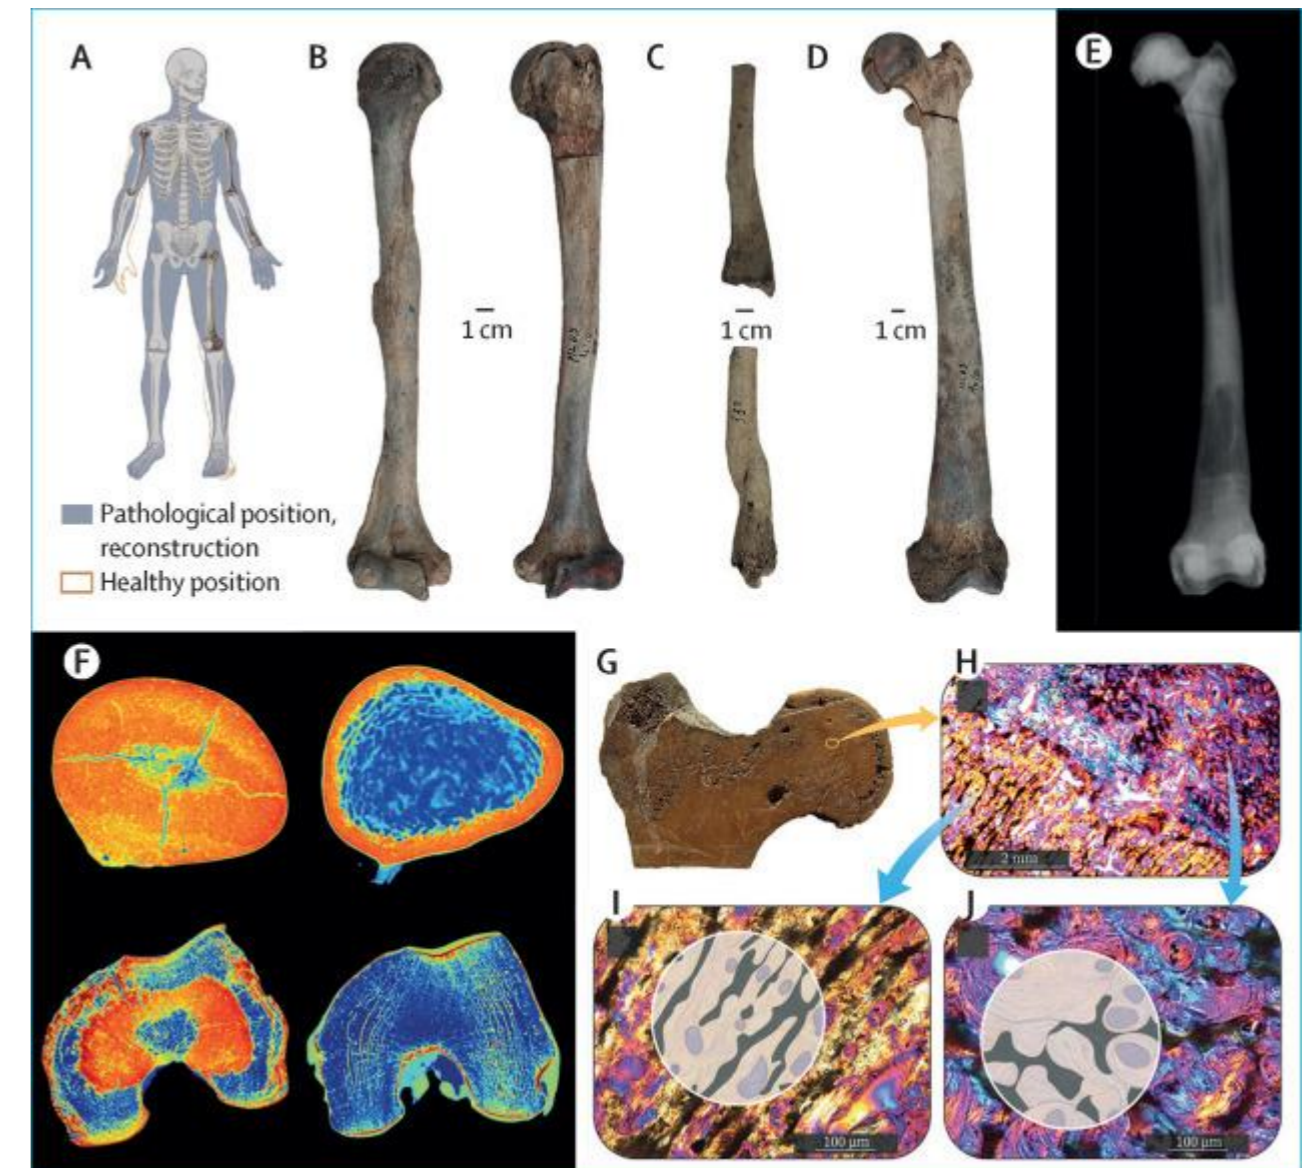 A
B
C
D
E
1 cm
1 cm
1 cm
Pathological position,
reconstruction
Healthy position
F
G
H
2 mm
I
J
100 µm
100 µm